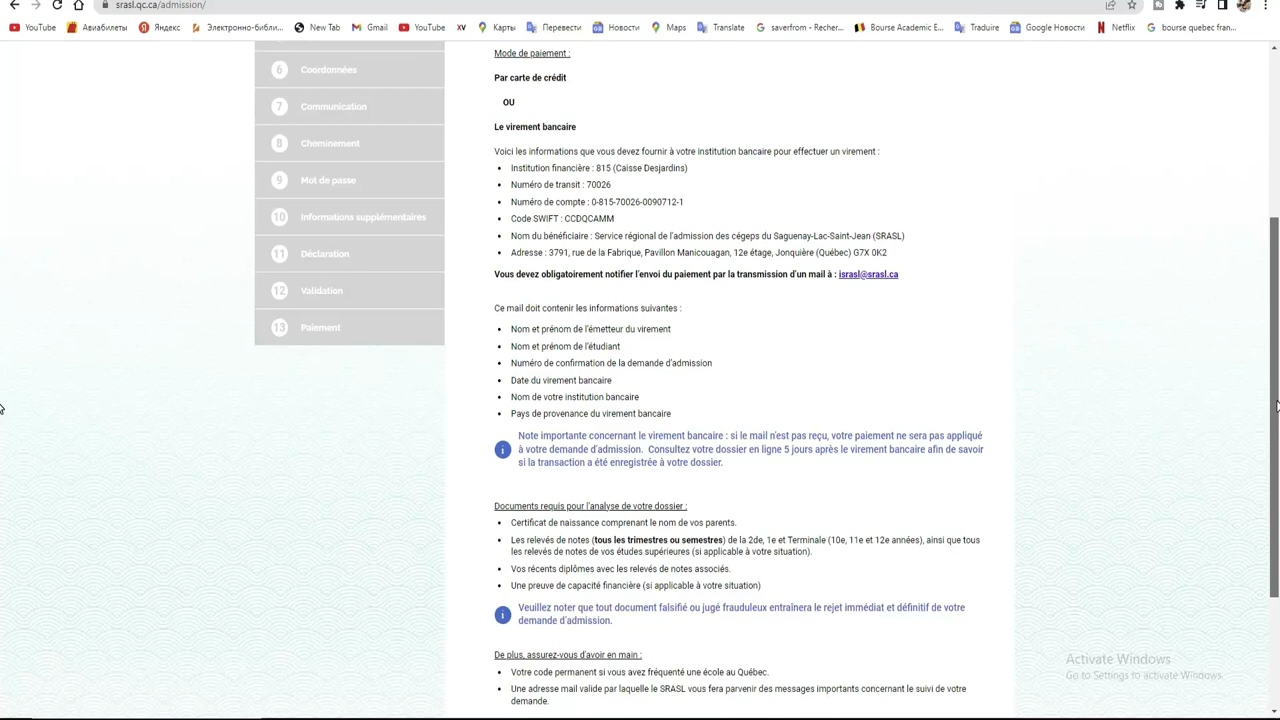 srasl.qc.ca/admission/
YouTube
Авиабилеты
Яндекс
Электронно-библи...
New Tab
Gmail
YouTube
XV
Карты
Перевести
Новости
Maps
Translate
saverfrom - Recher...
Bourse Academic E...
Traduire
Google Новости
Netflix
bourse quebec fran...
6 Coordonnées
7 Communication
8 Cheminement
9 Mot de passe
10 Informations supplémentaires
11 Déclaration
12 Validation
13 Paiement
Mode de paiement :
Par carte de crédit
OU
Le virement bancaire
Voici les informations que vous devez fournir à votre institution bancaire pour effectuer un virement :
• Institution financière : 815 (Caisse Desjardins)
• Numéro de transit : 70026
• Numéro de compte : 0-815-70026-0090712-1
• Code SWIFT : CCDQCAMM
• Nom du bénéficiaire : Service régional de l'admission des cégeps du Saguenay-Lac-Saint-Jean (SRASL)
• Adresse : 3791, rue de la Fabrique, Pavillon Manicouagan, 12e étage, Jonquière (Québec) G7X 0K2
Vous devez obligatoirement notifier l'envoi du paiement par la transmission d'un mail à : israsl@srasl.ca
Ce mail doit contenir les informations suivantes :
• Nom et prénom de l'émetteur du virement
• Nom et prénom de l'étudiant
• Numéro de confirmation de la demande d'admission
• Date du virement bancaire
• Nom de votre institution bancaire
• Pays de provenance du virement bancaire
Note importante concernant le virement bancaire : si le mail n'est pas reçu, votre paiement ne sera pas appliqué
à votre demande d'admission. Consultez votre dossier en ligne 5 jours après le virement bancaire afin de savoir
si la transaction a été enregistrée à votre dossier.
Documents requis pour l'analyse de votre dossier :
• Certificat de naissance comprenant le nom de vos parents.
• Les relevés de notes (tous les trimestres ou semestres) de la 2de, 1e et Terminale (10e, 11e et 12e années), ainsi que tous
les relevés de notes de vos études supérieures (si applicable à votre situation).
• Vos récents diplômes avec les relevés de notes associés.
• Une preuve de capacité financière (si applicable à votre situation)
Veuillez noter que tout document falsifié ou jugé frauduleux entraînera le rejet immédiat et définitif de votre
demande d'admission.
De plus, assurez-vous d'avoir en main :
• Votre code permanent si vous avez fréquenté une école au Québec.
• Une adresse mail valide par laquelle le SRASL vous fera parvenir des messages importants concernant le suivi de votre
demande.
Activate Windows
Go to Settings to activate Windows.